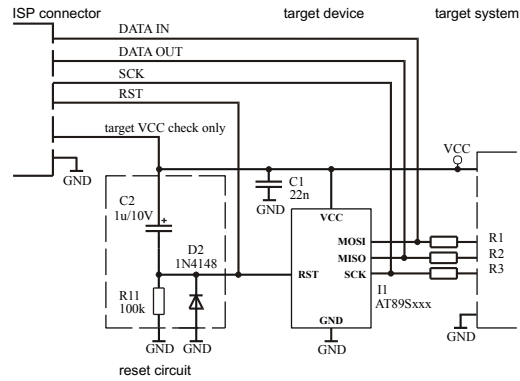 ISP connector
target device
target system
DATA IN
DATA OUT
SCK
RST
target VCC check only
GND
VCC
C1
22n
GND
C2
1u/10V
+
VCC
D2
1N4148
MOSI
MISO
SCK
RST
R1
R2
R3
R11
100k
I1
AT89Sxxx
GND
GND
GND
GND
GND
reset circuit